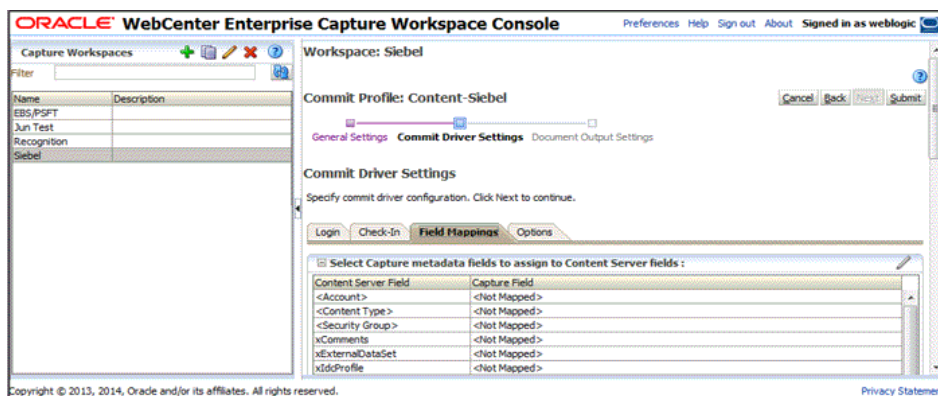 ORACLE® WebCenter Enterprise Capture Workspace Console
Preferences Help Sign out About Signed in as weblogic
Capture Workspaces
Filter
Name Description
EBS/PSFT
Jun Test
Recognition
Siebel
Workspace: Siebel
Commit Profile: Content-Siebel
Cancel Back Next Submit
General Settings Commit Driver Settings Document Output Settings
Commit Driver Settings
Specify commit driver configuration. Click Next to continue.
Login Check-In Field Mappings Options
Select Capture metadata fields to assign to Content Server fields :
Content Server Field Capture Field
<Account> <Not Mapped>
<Content Type> <Not Mapped>
<Security Group> <Not Mapped>
xComments <Not Mapped>
xExternalDataSet <Not Mapped>
xIdcProfile <Not Mapped>
Copyright © 2013, 2014, Oracle and/or its affiliates. All rights reserved.
Privacy Statemen